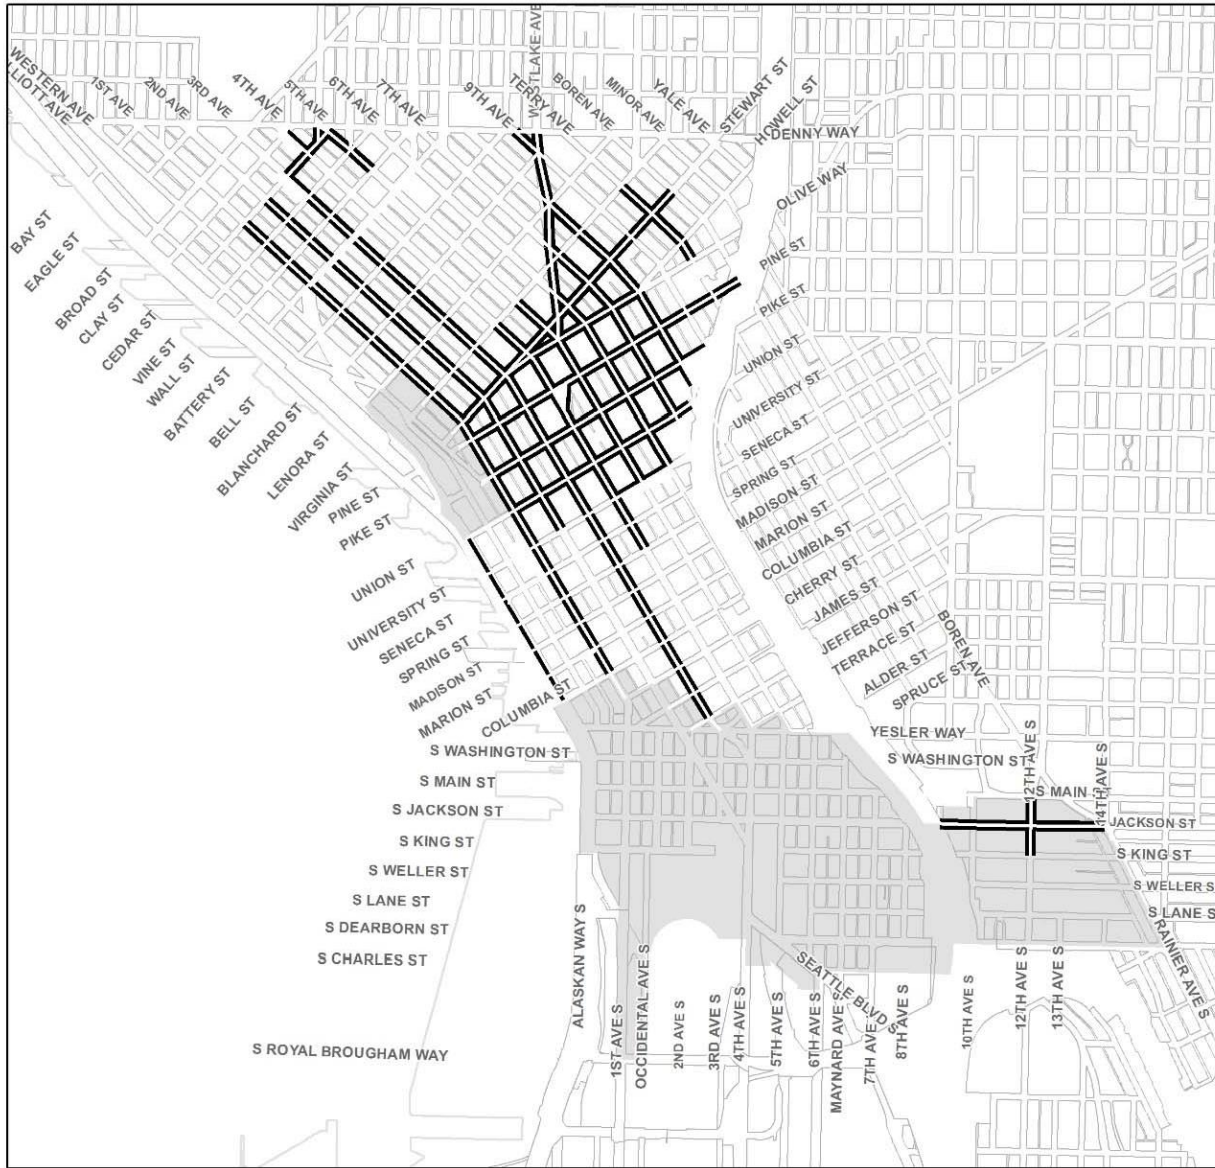 WESTERN AVE
LLIOTT AVE
1ST AVE
2ND AVE
3RD AVE
4TH AVE
5TH AVE
6TH AVE
7TH AVE
9TH AVE
TERRY AVE
BOREN AVE
MINOR AVE
YALE AVE
STEWART ST
HOWELL ST
DENNY WAY
OLIVE WAY
PINE ST
PIKE ST
UNION ST
UNIVERSITY ST
SENECA ST
SPRING ST
MADISON ST
MARION ST
COLUMBIA ST
CHERRY ST
JAMES ST
JEFFERSON ST
TERRACE ST
ALDER ST
SPRUCE ST
BOREN AVE
YESLER WAY
S WASHINGTON ST
12TH AVE S
S MAIN S
14TH AVE S
JACKSON ST
S KING ST
S WELLER S
S LANE S
RAINIER AVE S
BAY ST
EAGLE ST
BROAD ST
CLAY ST
CEDAR ST
VINE ST
WALL ST
BATTERY ST
BELL ST
BLANCHARD ST
LENORA ST
VIRGINIA ST
PINE ST
PIKE ST
UNION ST
UNIVERSITY ST
SENECA ST
SPRING ST
MADISON ST
MARION ST
COLUMBIA ST
S WASHINGTON ST
S MAIN ST
S JACKSON ST
S KING ST
S WELLER ST
S LANE ST
S DEARBORN ST
S CHARLES ST
S ROYAL BROUGHAM WAY
ALASKAN WAY S
1ST AVE S
OCCIDENTAL AVE S
2ND AVE S
3RD AVE S
4TH AVE S
5TH AVE S
6TH AVE S
MAYNARD AVE S
7TH AVE S
8TH AVE S
SEATTLE BLVD S
10TH AVE S
12TH AVE S
13TH AVE S